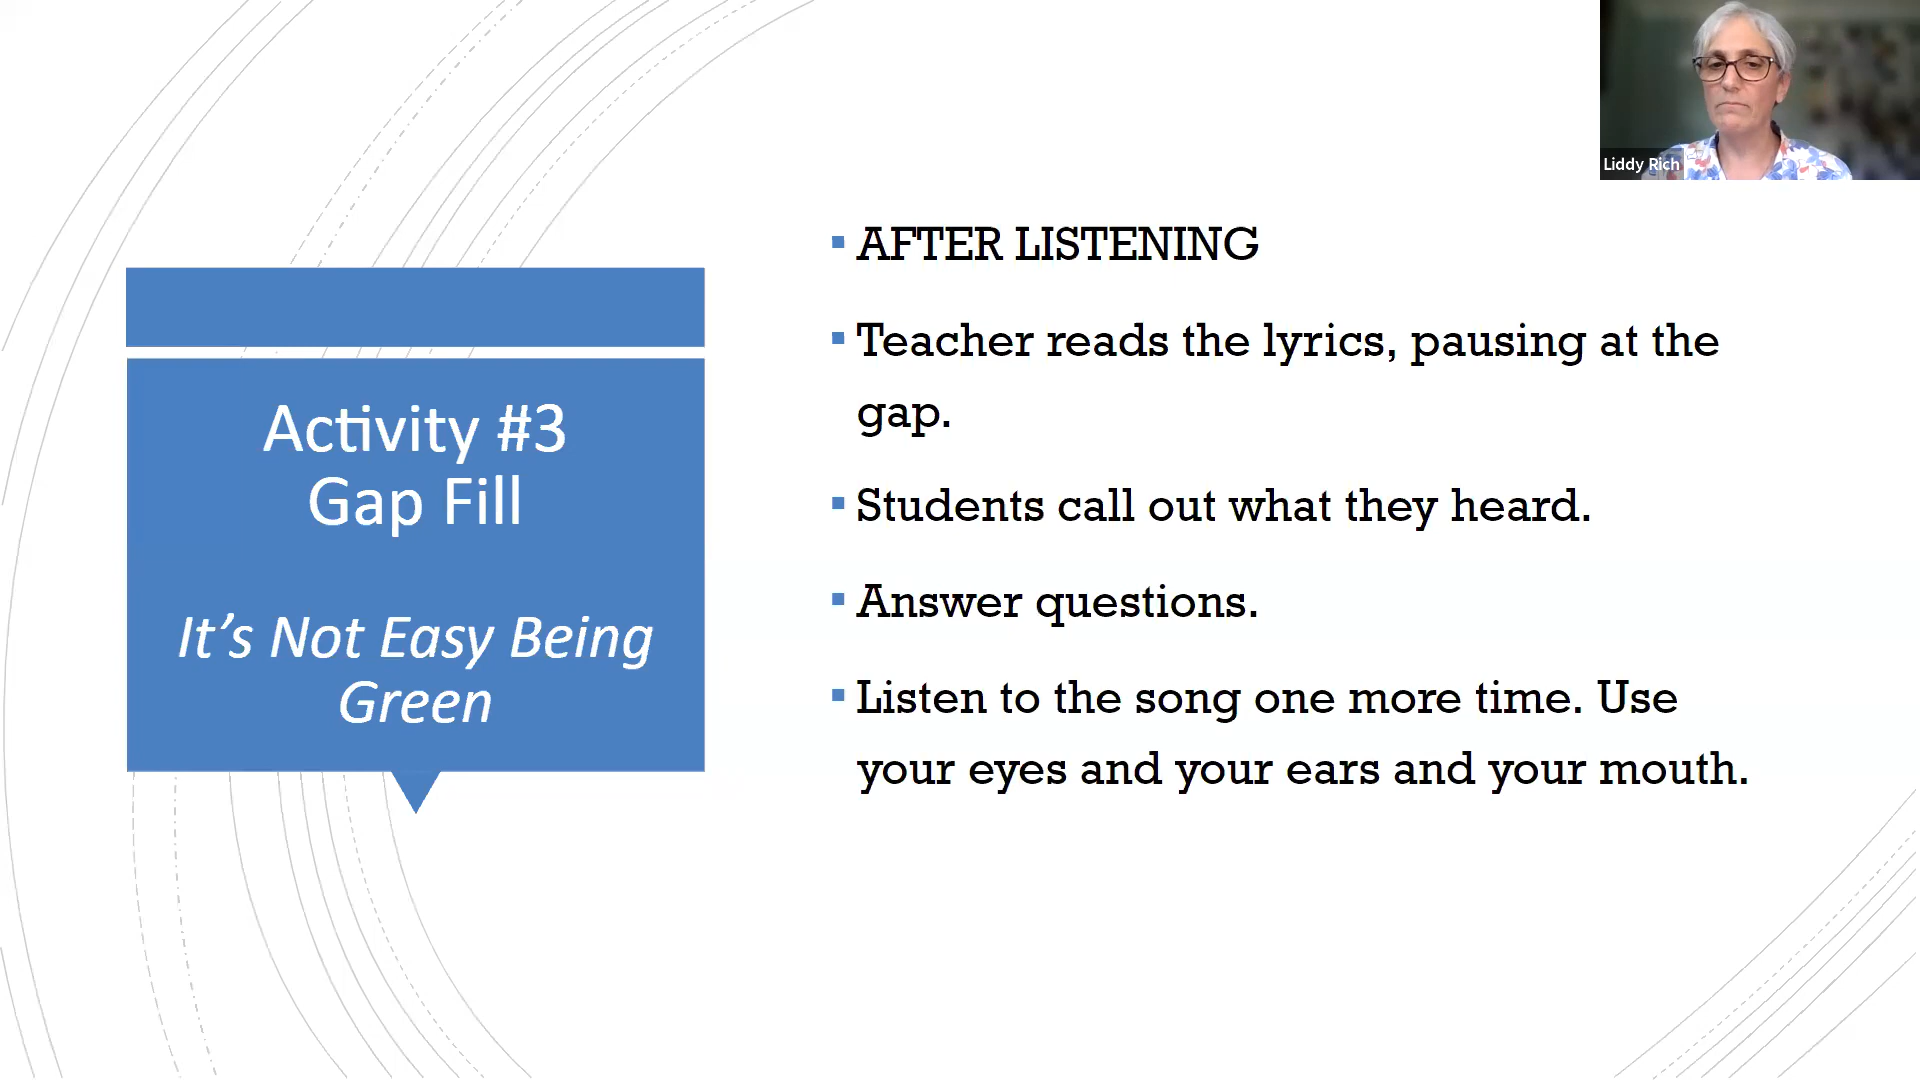 Activity #3
Gap Fill
It’s Not Easy Being
Green
▪ AFTER LISTENING
▪ Teacher reads the lyrics, pausing at the
gap.
▪ Students call out what they heard.
▪ Answer questions.
▪ Listen to the song one more time. Use
your eyes and your ears and your mouth.
Liddy Rich